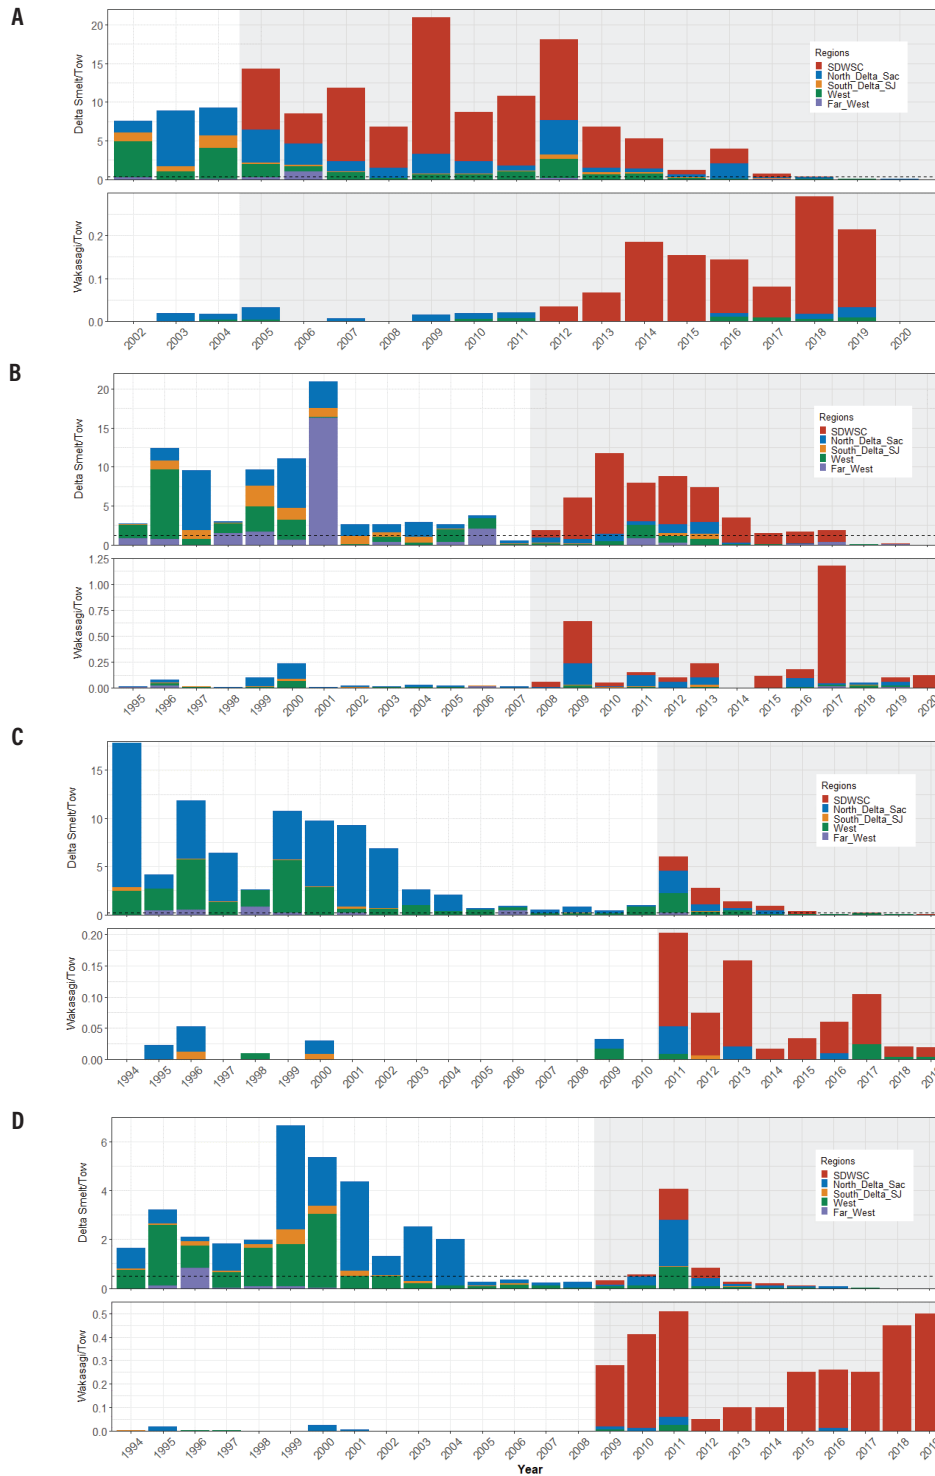 A
Delta Smelt/Tow
20
15
10
5
0
Regions
SDWSC
North_Delta_Sac
South_Delta_SJ
West
Far_West
Wakasagi/Tow
0.2
0.1
0.0
2002 2003 2004 2005 2006 2007 2008 2009 2010 2011 2012 2013 2014 2015 2016 2017 2018 2019 2020
B
Delta Smelt/Tow
20
15
10
5
0
Regions
SDWSC
North_Delta_Sac
South_Delta_SJ
West
Far_West
Wakasagi/Tow
1.25
1.00
0.75
0.50
0.25
0.00
1995 1996 1997 1998 1999 2000 2001 2002 2003 2004 2005 2006 2007 2008 2009 2010 2011 2012 2013 2014 2015 2016 2017 2018 2019 2020
C
Delta Smelt/Tow
15
10
5
0
Regions
SDWSC
North_Delta_Sac
South_Delta_SJ
West
Far_West
Wakasagi/Tow
0.20
0.15
0.10
0.05
0.00
1994 1995 1996 1997 1998 1999 2000 2001 2002 2003 2004 2005 2006 2007 2008 2009 2010 2011 2012 2013 2014 2015 2016 2017 2018 2019
D
Delta Smelt/Tow
6
4
2
0
Regions
SDWSC
North_Delta_Sac
South_Delta_SJ
West
Far_West
Wakasagi/Tow
0.5
0.4
0.3
0.2
0.1
0.0
1994 1995 1996 1997 1998 1999 2000 2001 2002 2003 2004 2005 2006 2007 2008 2009 2010 2011 2012 2013 2014 2015 2016 2017 2018 2019
Year